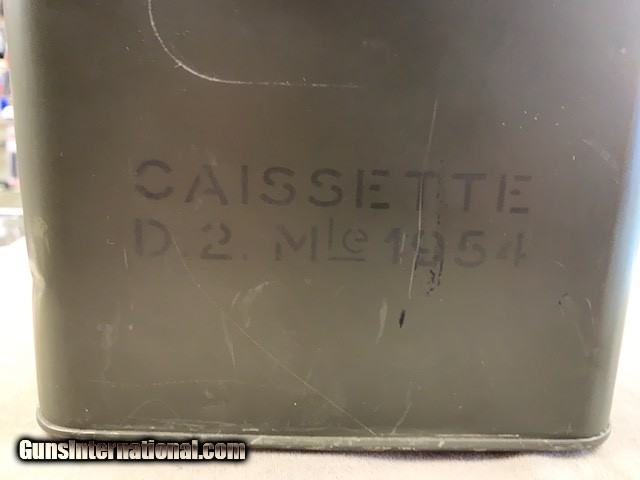 CAISSETTE
D.2. Mle 1954
GunsInternational.com